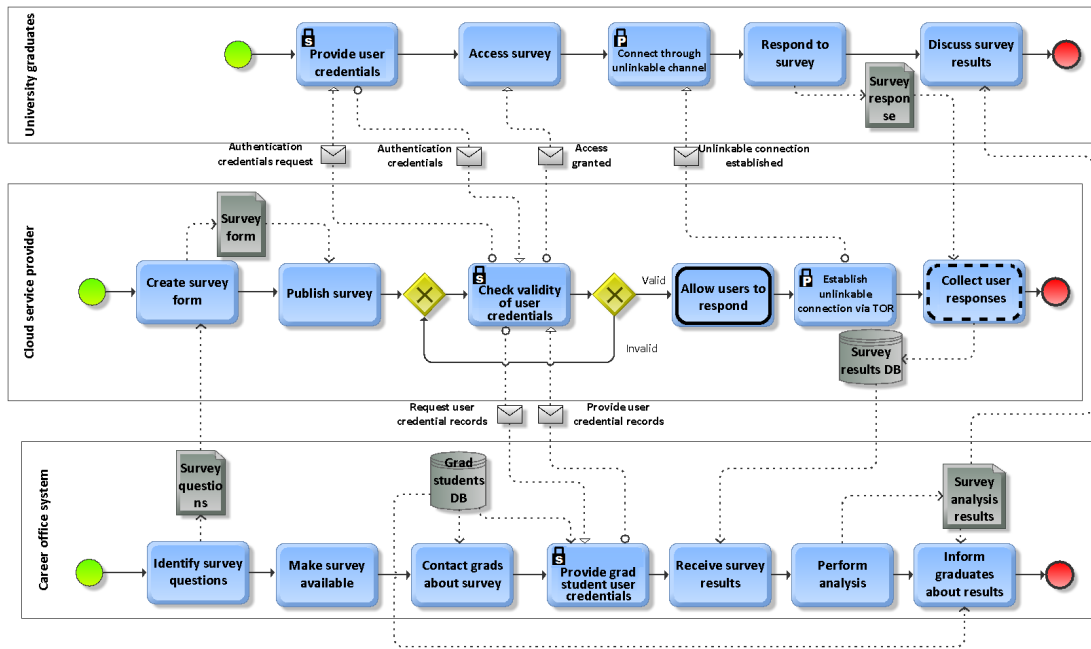 University graduates
S
Provide user
credentials
Access survey
P
Connect through
unlinkable channel
Respond to
survey
Discuss survey
results
Survey
respon
se
Authentication
credentials request
Authentication
credentials
Access
granted
Unlinkable connection
established
Cloud service provider
Survey
form
Create survey
form
Publish survey
S
Check validity
of user
credentials
Valid
Invalid
Allow users to
respond
P
Establish
unlinkable
connection via TOR
Collect user
responses
Survey
results DB
Request user
credential records
Provide user
credential records
Career office system
Survey
questio
ns
Grad
students
DB
Survey
analysis
results
Identify survey
questions
Make survey
available
Contact grads
about survey
S
Provide grad
student user
credentials
Receive survey
results
Perform
analysis
Inform
graduates
about results